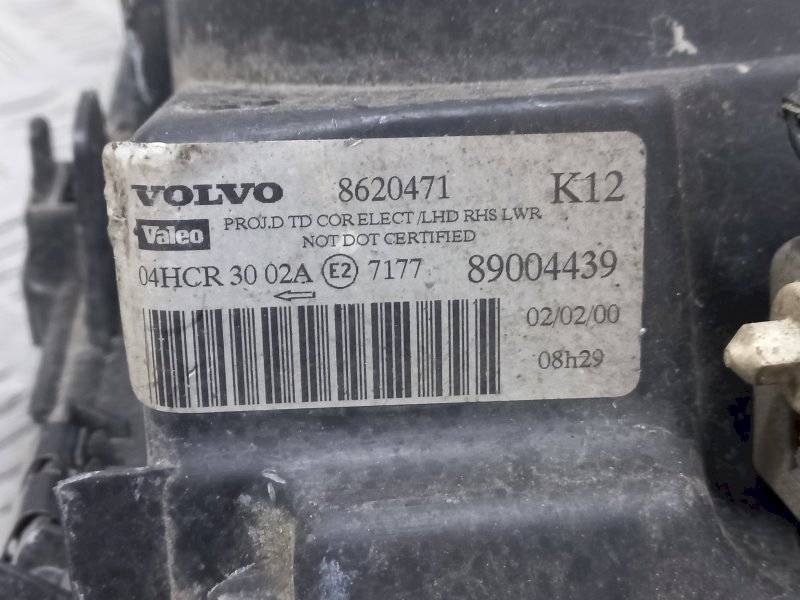 VOLVO 8620471 K12
Valeo PROJ.D TD COR ELECT /LHD RHS LWR
NOT DOT CERTIFIED
04HCR 30 02A E2 7177 89004439
02/02/00
08h29